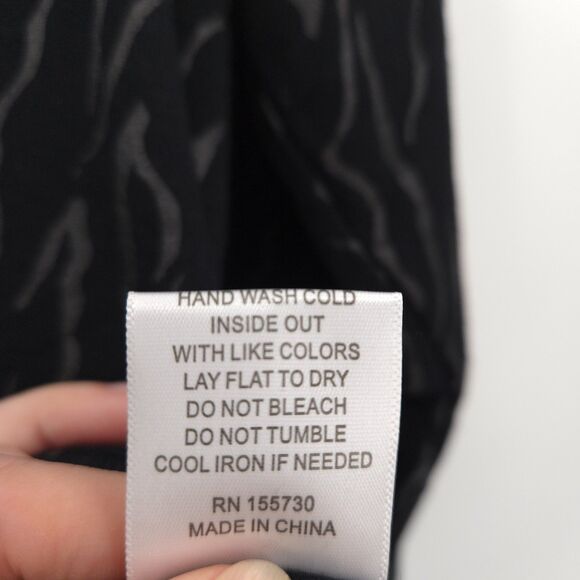 HAND WASH COLD
INSIDE OUT
WITH LIKE COLORS
LAY FLAT TO DRY
DO NOT BLEACH
DO NOT TUMBLE
COOL IRON IF NEEDED
RN 155730
MADE IN CHINA